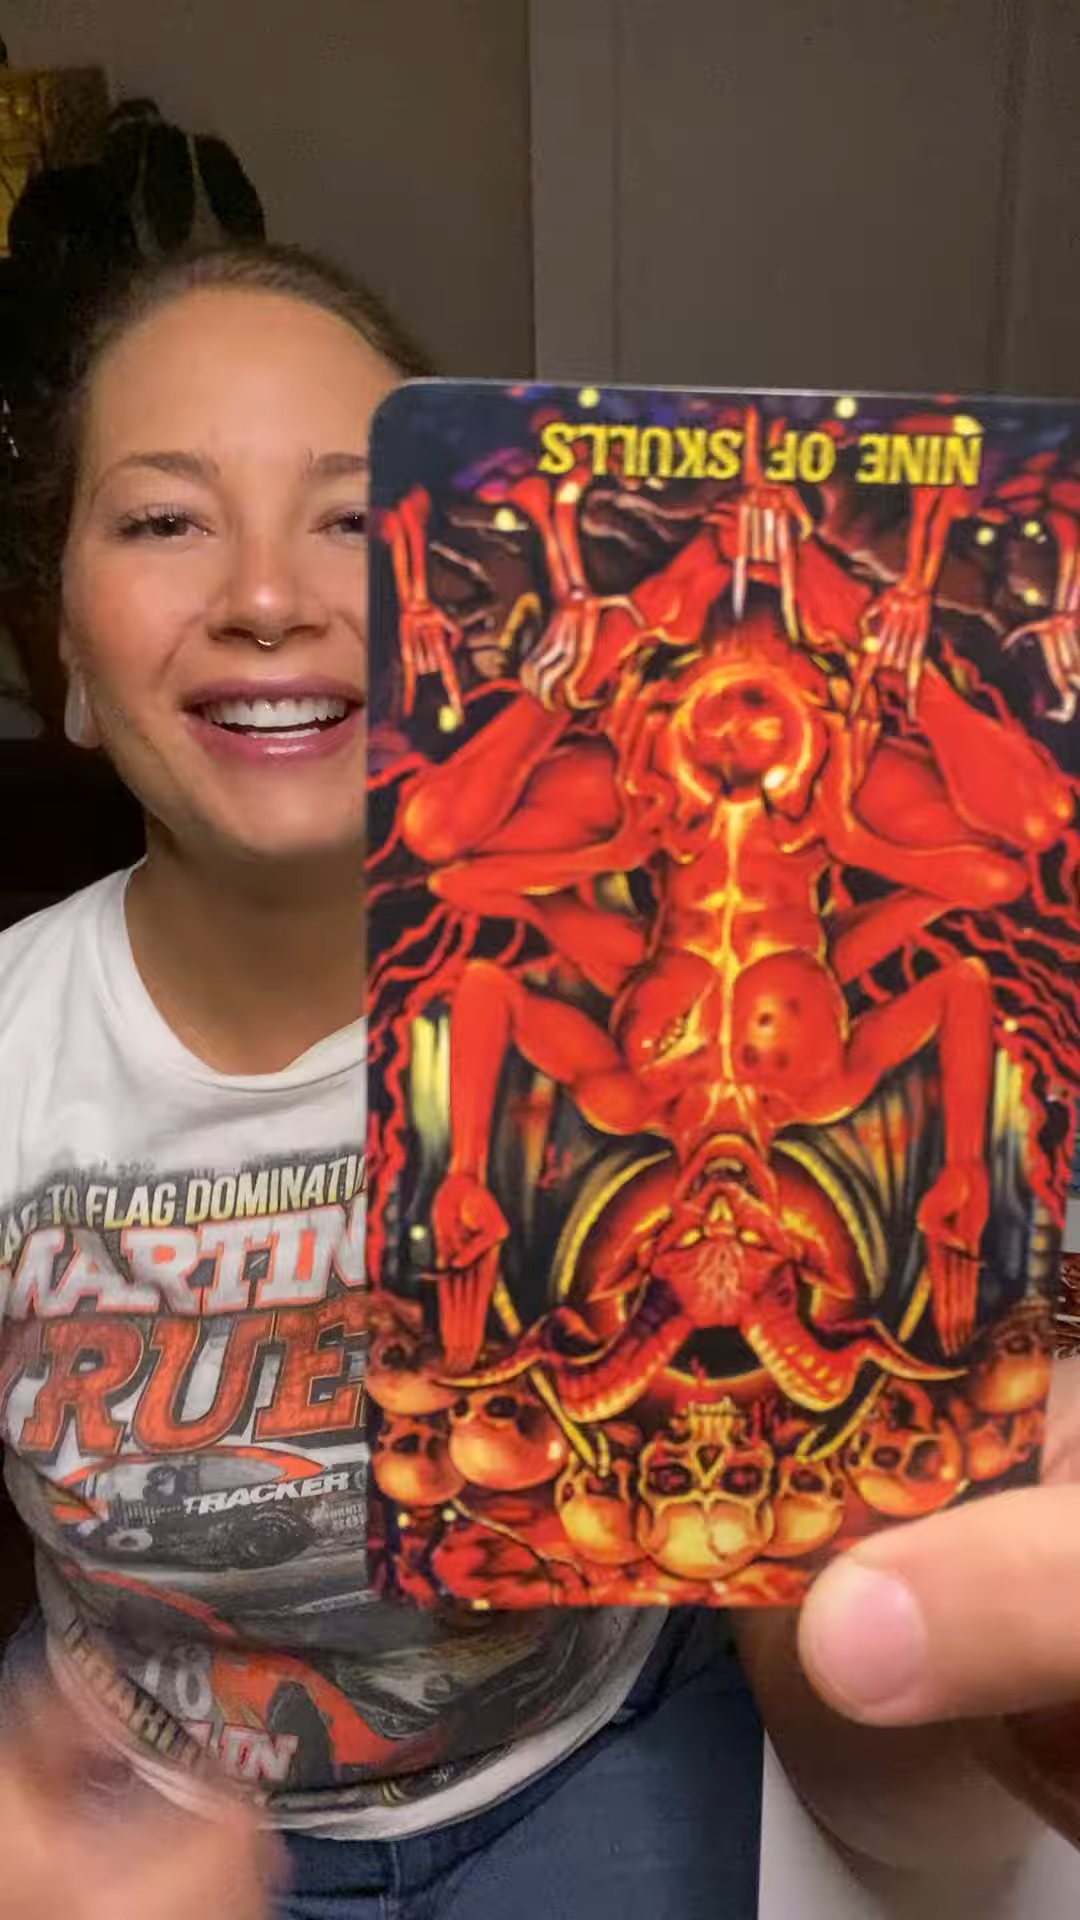 NINE OF SKULLS
TO FLAG DOMINATI
MARTIN
TRUE
TRACKER